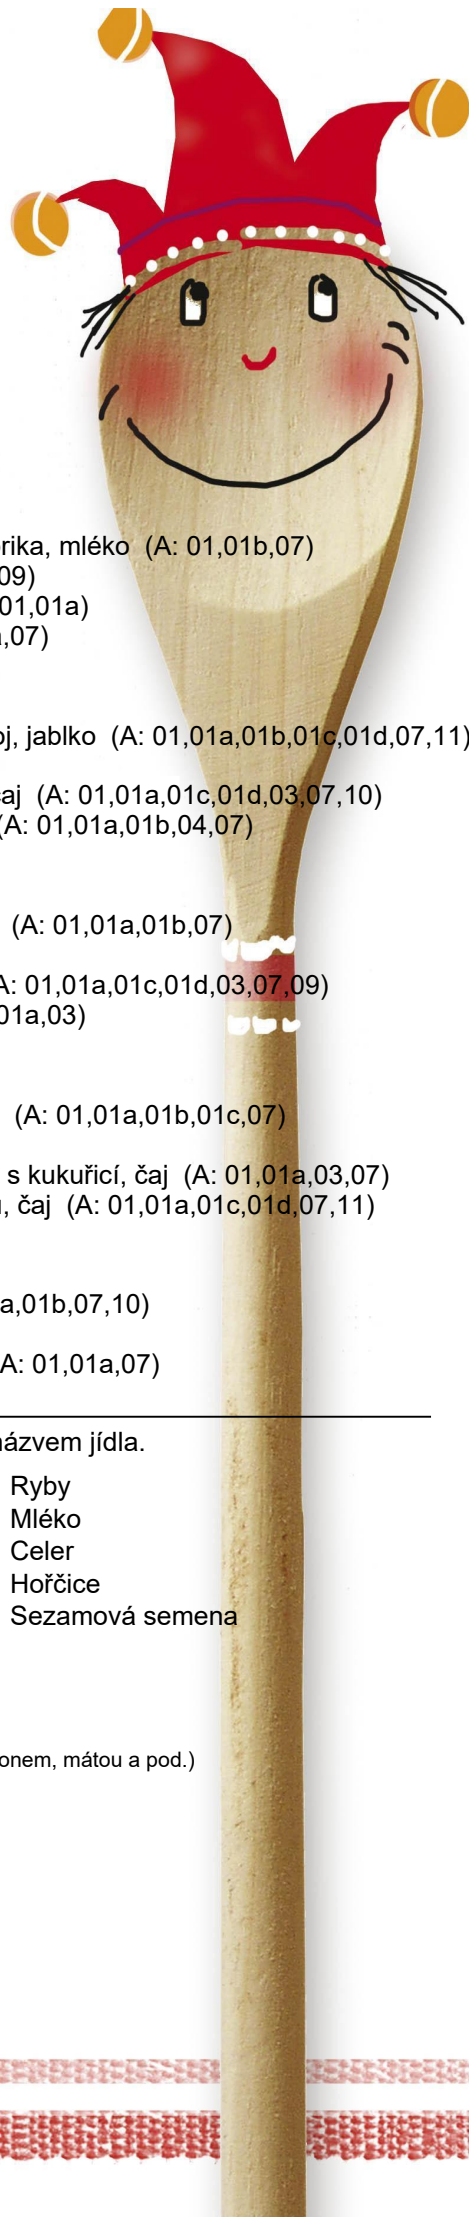 mléko (A: 01,01b,07)
09)
01,01a)
,07)
jablko (A: 01,01a,01b,01c,01d,07,11)
(A: 01,01a,01c,01d,03,07,10)
(A: 01,01a,01b,04,07)
(A: 01,01a,01b,07)
A: 01,01a,01c,01d,03,07,09)
01a,03)
(A: 01,01a,01b,01c,07)
s kukuřicí, čaj (A: 01,01a,03,07)
čaj (A: 01,01a,01c,01d,07,11)
a,01b,07,10)
A: 01,01a,07)
názvem jídla.
Ryby
Mléko
Celer
Hořčice
Sezamová semena
onem, mátou a pod.)